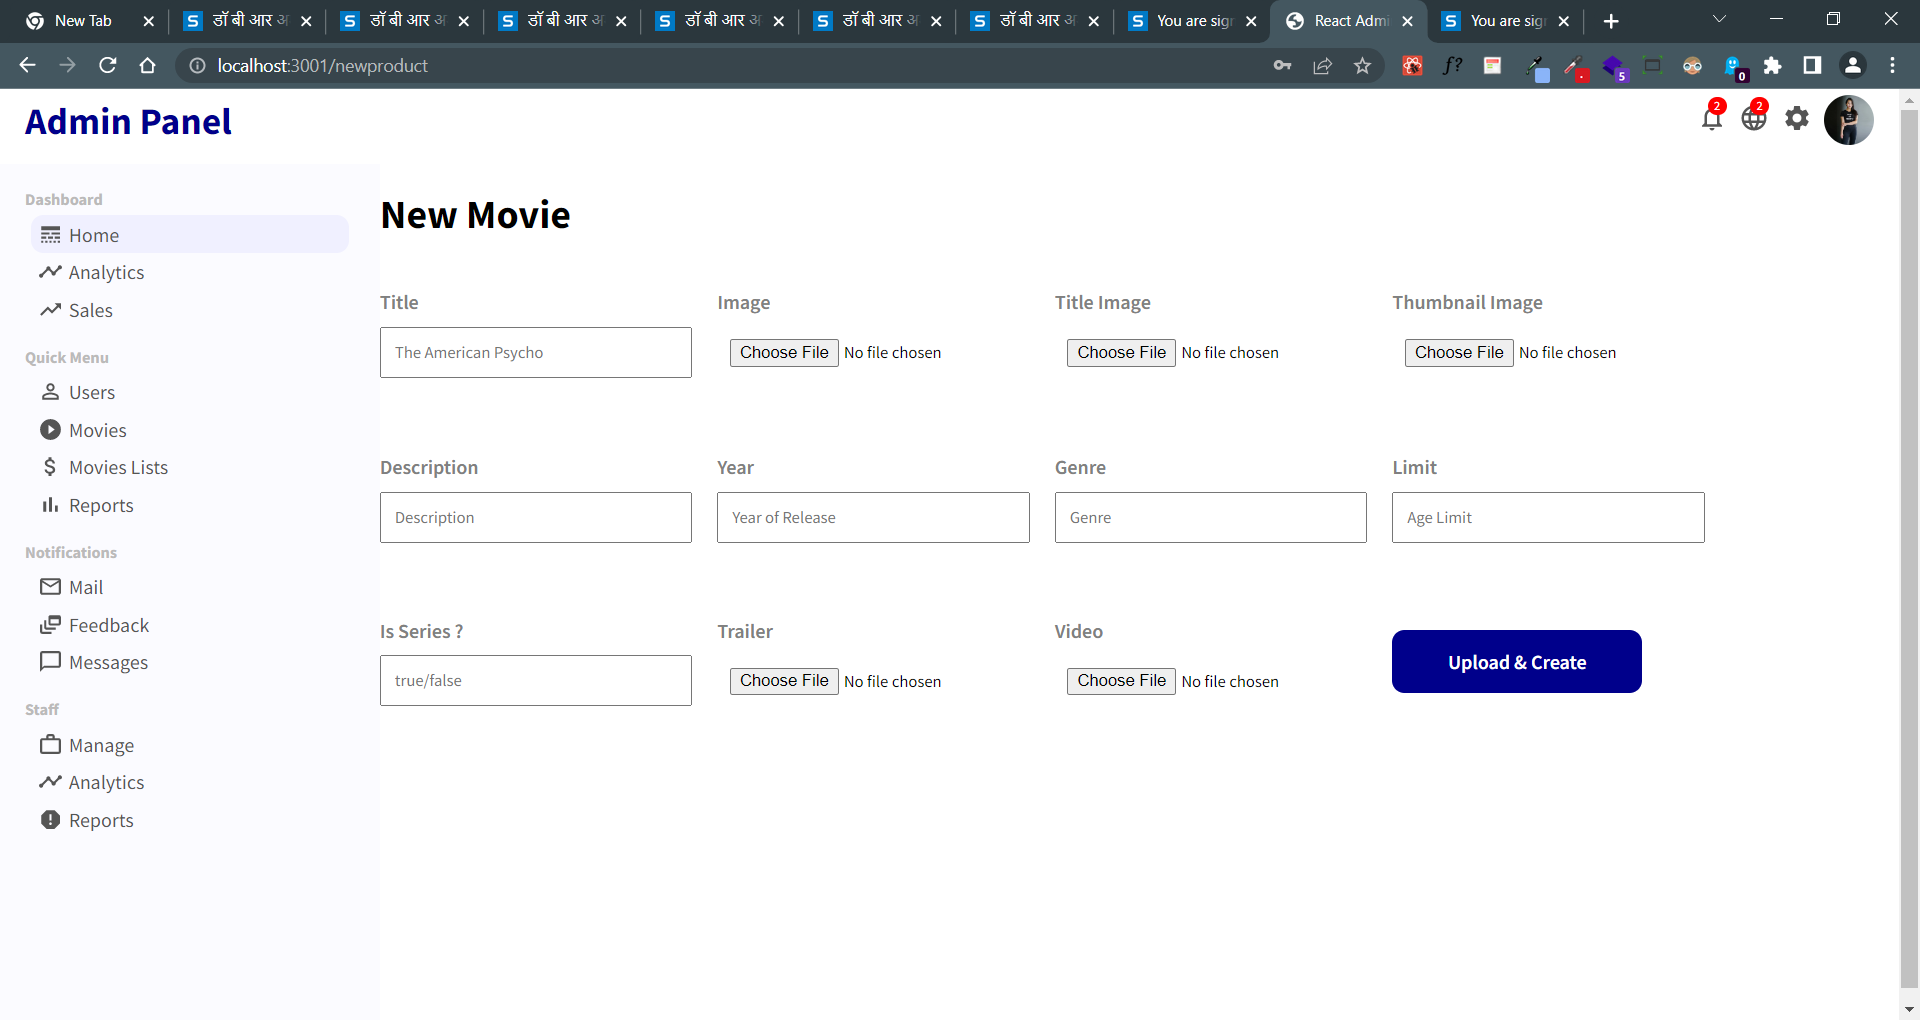 New Tab
डॉ बी आर
डॉ बी आर
डॉ बी आर
डॉ बी आर
डॉ बी आर
डॉ बी आर
You are sign
React Admi
You are sign
localhost:3001/newproduct
f?
5
0
Admin Panel
2
2
Dashboard
Home
Analytics
Sales
Quick Menu
Users
Movies
Movies Lists
Reports
Notifications
Mail
Feedback
Messages
Staff
Manage
Analytics
Reports
New Movie
Title
Image
Title Image
Thumbnail Image
The American Psycho
Choose File No file chosen
Choose File No file chosen
Choose File No file chosen
Description
Year
Genre
Limit
Description
Year of Release
Genre
Age Limit
Is Series ?
Trailer
Video
true/false
Choose File No file chosen
Choose File No file chosen
Upload & Create